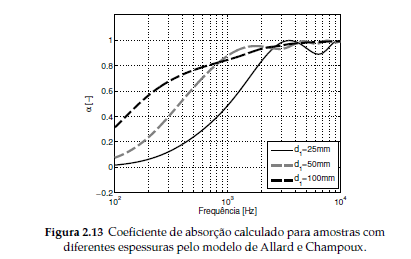 1
0.8
0.6
0.4
0.2
0
−0.2
α [-]
10² 10³ 10⁴
Frequência [Hz]
d₁=25mm
d₁=50mm
d₁=100mm
Figura 2.13 Coeficiente de absorção calculado para amostras com
diferentes espessuras pelo modelo de Allard e Champoux.